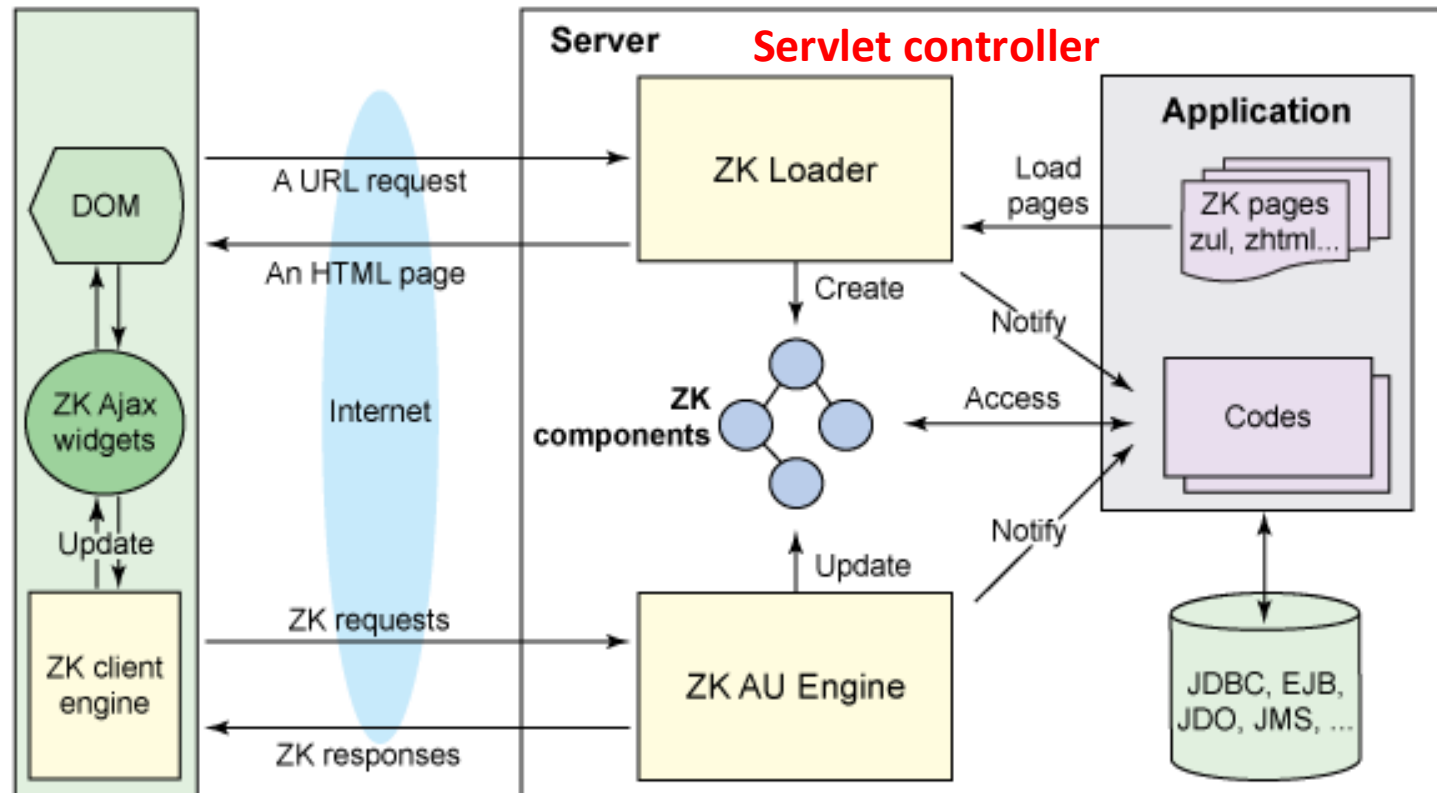 Server
Servlet controller
Application
ZK Loader
A URL request
An HTML page
DOM
Load
pages
ZK pages
zul, zhtml...
Create
Notify
ZK Ajax
widgets
Internet
ZK
components
Access
Codes
Update
Notify
Update
ZK requests
ZK client
engine
ZK AU Engine
ZK responses
JDBC, EJB,
JDO, JMS, ...